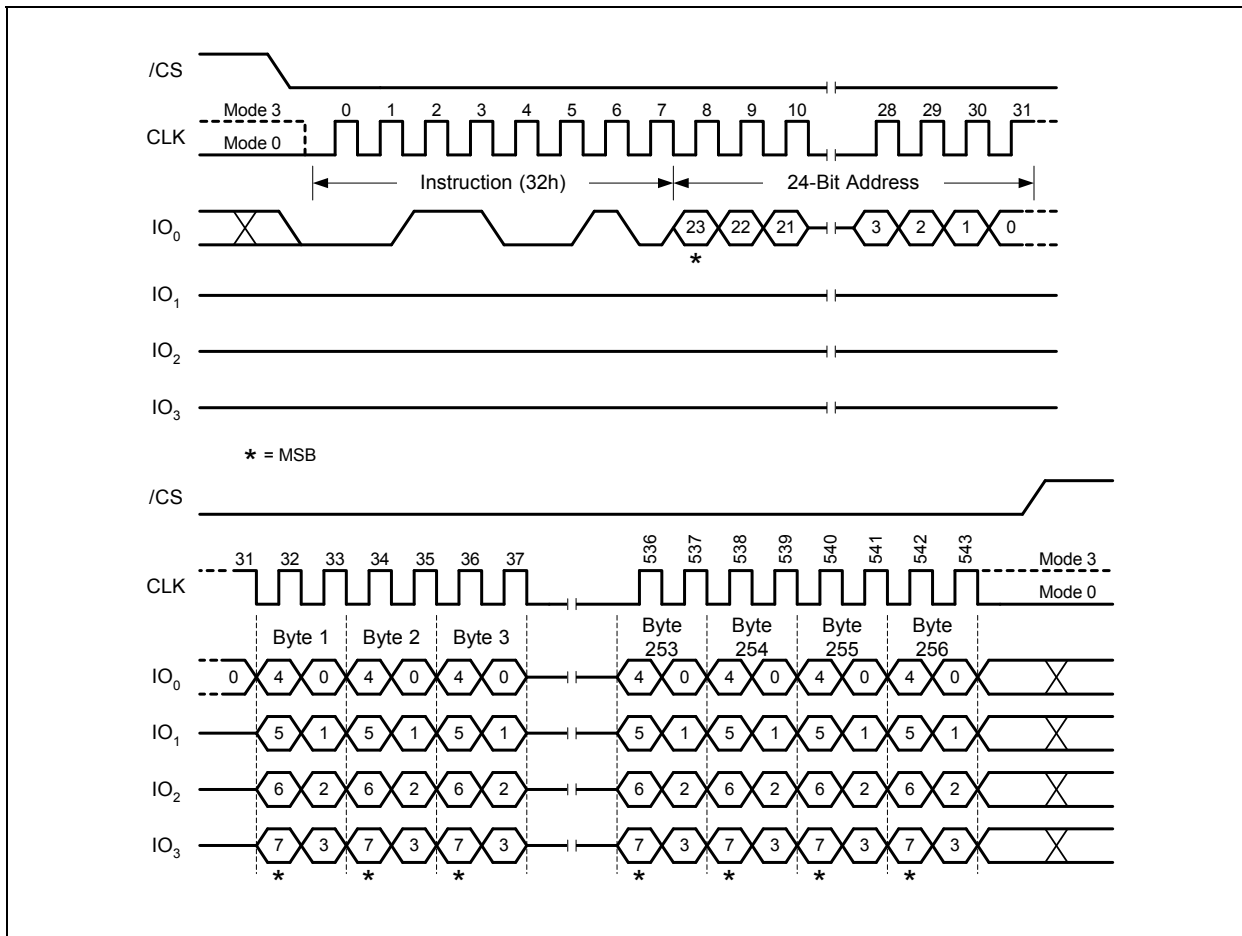 /CS
Mode 3
0 1 2 3 4 5 6 7 8 9 10 28 29 30 31
CLK
Mode 0
Instruction (32h) 24-Bit Address
IO0 23 22 21 3 2 1 0
*
IO1
IO2
IO3
* = MSB
/CS
31 32 33 34 35 36 37 536 537 538 539 540 541 542 543
Mode 3
CLK
Mode 0
Byte 1 Byte 2 Byte 3 Byte 253 Byte 254 Byte 255 Byte 256
IO0 0 4 0 4 0 4 0 4 0 4 0 4 0 4 0
IO1 5 1 5 1 5 1 5 1 5 1 5 1 5 1
IO2 6 2 6 2 6 2 6 2 6 2 6 2 6 2
IO3 7 3 7 3 7 3 7 3 7 3 7 3 7 3
* * * * * * *